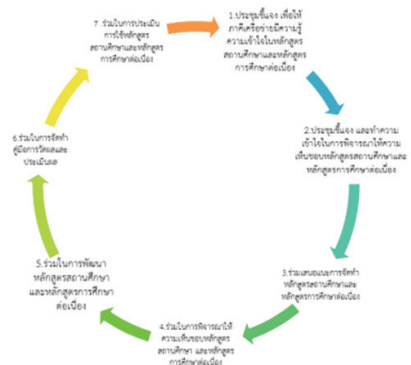 1.ประชุมชี้แจง เพื่อให้
ภาคีเครือข่ายมีความรู้
ความเข้าใจในหลักสูตร
สถานศึกษาและหลักสูตร
การศึกษาต่อเนื่อง
2.ประชุมชี้แจง และทำความ
เข้าใจในการพิจารณาให้ความ
เห็นชอบหลักสูตรสถานศึกษาและ
หลักสูตรการศึกษาต่อเนื่อง
3.ร่วมเสนอแนะการจัดทำ
หลักสูตรสถานศึกษาและ
หลักสูตรการศึกษาต่อเนื่อง
4.ร่วมในการพิจารณาให้
ความเห็นชอบหลักสูตร
สถานศึกษา และหลักสูตร
การศึกษาต่อเนื่อง
5.ร่วมในการพัฒนา
หลักสูตรสถานศึกษา
และหลักสูตรการศึกษา
ต่อเนื่อง
6.ร่วมในการจัดทำ
คู่มือการวัดผลและ
ประเมินผล
7.ร่วมในการประเมิน
การใช้หลักสูตร
สถานศึกษาและหลักสูตร
การศึกษาต่อเนื่อง